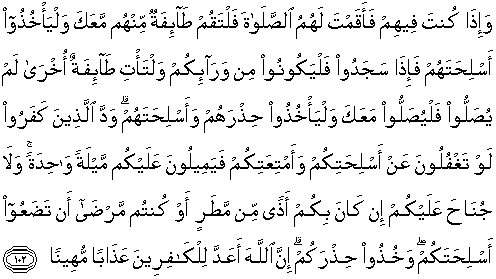 وَإِذَا كُنتَ فِيهِمْ فَأَقَمْتَ لَهُمُ ٱلصَّلَوٰةَ فَلْتَقُمْ طَآئِفَةٌ مِّنْهُم مَّعَكَ وَلْيَأْخُذُوٓا۟
أَسْلِحَتَهُمْ فَإِذَا سَجَدُوا۟ فَلْيَكُونُوا۟ مِن وَرَآئِكُمْ وَلْتَأْتِ طَآئِفَةٌ أُخْرَىٰ لَمْ
يُصَلُّوا۟ فَلْيُصَلُّوا۟ مَعَكَ وَلْيَأْخُذُوا۟ حِذْرَهُمْ وَأَسْلِحَتَهُمْ ۗ وَدَّ ٱلَّذِينَ كَفَرُوا۟
لَوْ تَغْفُلُونَ عَنْ أَسْلِحَتِكُمْ وَأَمْتِعَتِكُمْ فَيَمِيلُونَ عَلَيْكُم مَّيْلَةً وَٰحِدَةً ۚ وَلَا
جُنَاحَ عَلَيْكُمْ إِن كَانَ بِكُمْ أَذًى مِّن مَّطَرٍ أَوْ كُنتُم مَّرْضَىٰٓ أَن تَضَعُوٓا۟
أَسْلِحَتَكُمْ ۖ وَخُذُوا۟ حِذْرَكُمْ ۗ إِنَّ ٱللَّهَ أَعَدَّ لِلْكَٰفِرِينَ عَذَابًا مُّهِينًا ١٠٢